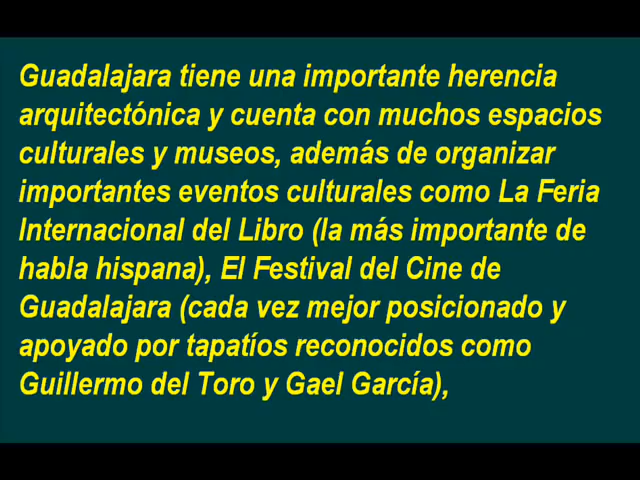 Guadalajara tiene una importante herencia
arquitectónica y cuenta con muchos espacios
culturales y museos, además de organizar
importantes eventos culturales como La Feria
Internacional del Libro (la más importante de
habla hispana), El Festival del Cine de
Guadalajara (cada vez mejor posicionado y
apoyado por tapatíos reconocidos como
Guillermo del Toro y Gael García),